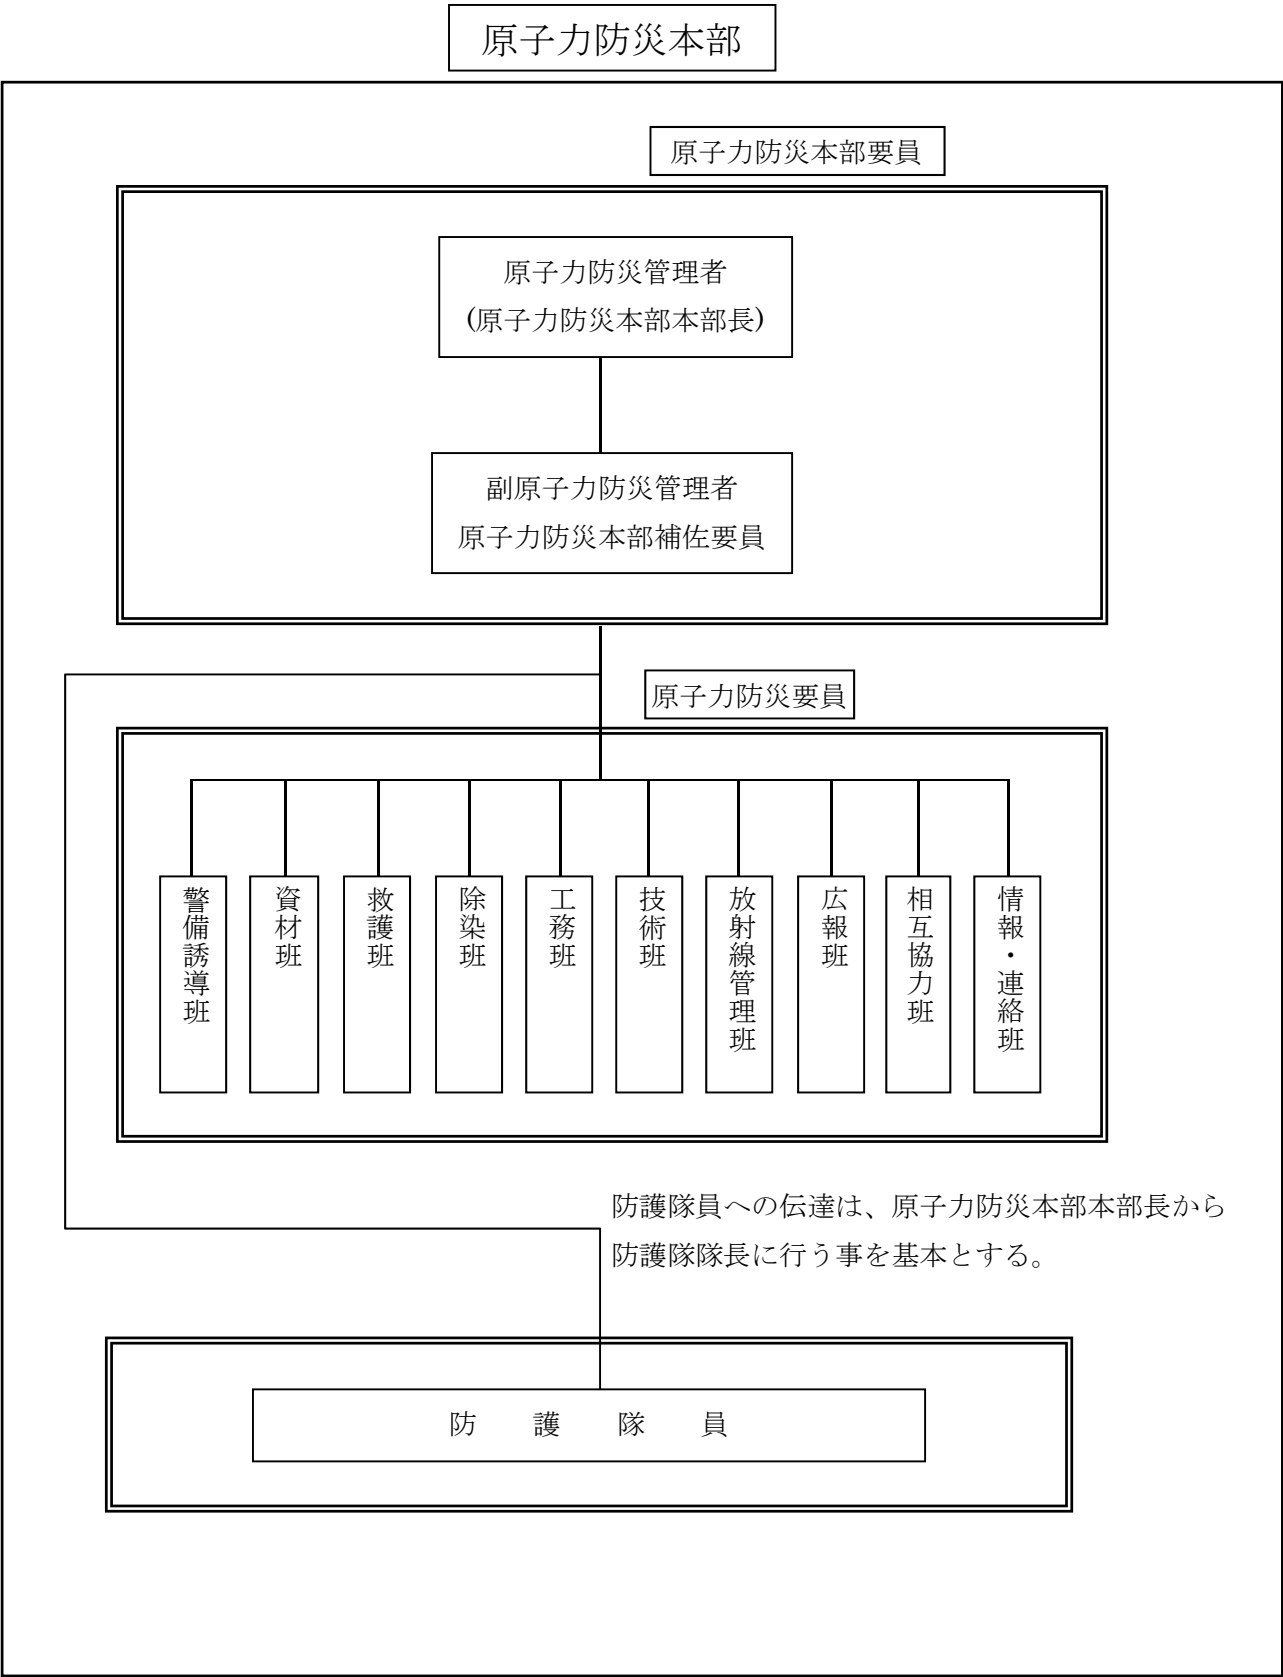 原子力防災本部
原子力防災本部要員
原子力防災管理者
(原子力防災本部本部長)
副原子力防災管理者
原子力防災本部補佐要員
原子力防災要員
警備誘導班
資材班
救護班
除染班
工務班
技術班
放射線管理班
広報班
相互協力班
情報・連絡班
防護隊員への伝達は、原子力防災本部本部長から
防護隊隊長に行う事を基本とする。
防　護　隊　員